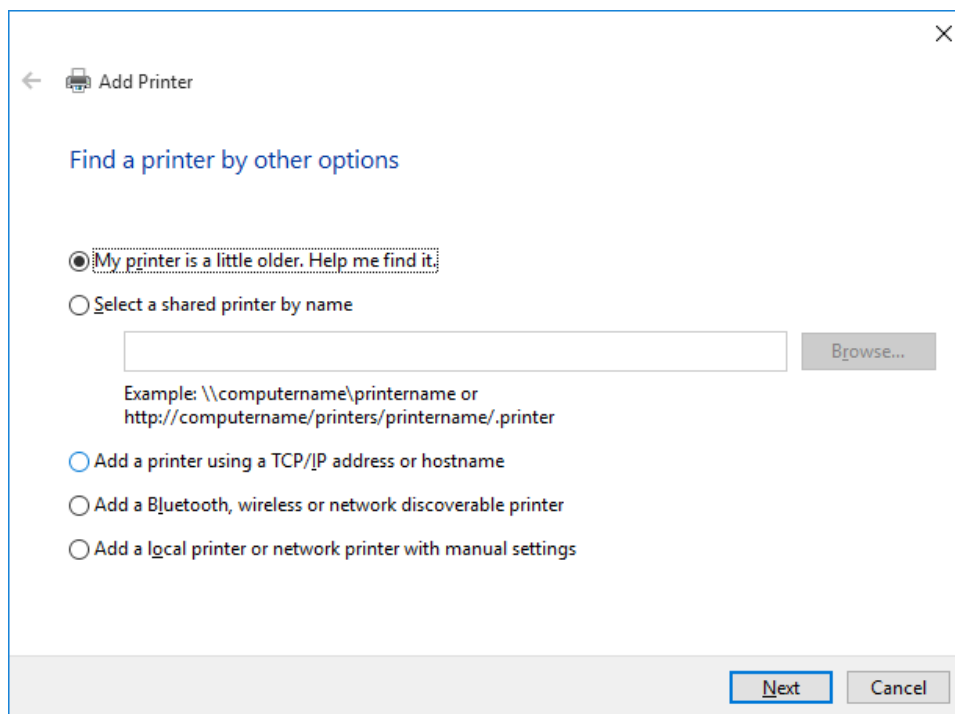 Add Printer
Find a printer by other options
My printer is a little older. Help me find it.
Select a shared printer by name
Browse...
Example: \\computername\printername or
http://computername/printers/printername/.printer
Add a printer using a TCP/IP address or hostname
Add a Bluetooth, wireless or network discoverable printer
Add a local printer or network printer with manual settings
Next
Cancel